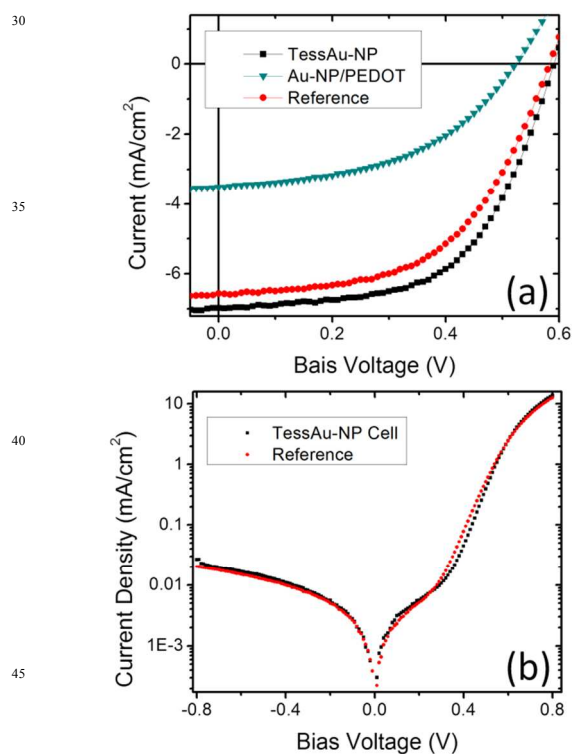 30
35
40
45
0
-2
-4
-6
Current (mA/cm²)
TessAu-NP
Au-NP/PEDOT
Reference
(a)
0.0 0.2 0.4 0.6
Bais Voltage (V)
10
1
0.1
0.01
1E-3
Current Density (mA/cm²)
TessAu-NP Cell
Reference
(b)
-0.8 -0.4 0.0 0.4 0.8
Bias Voltage (V)